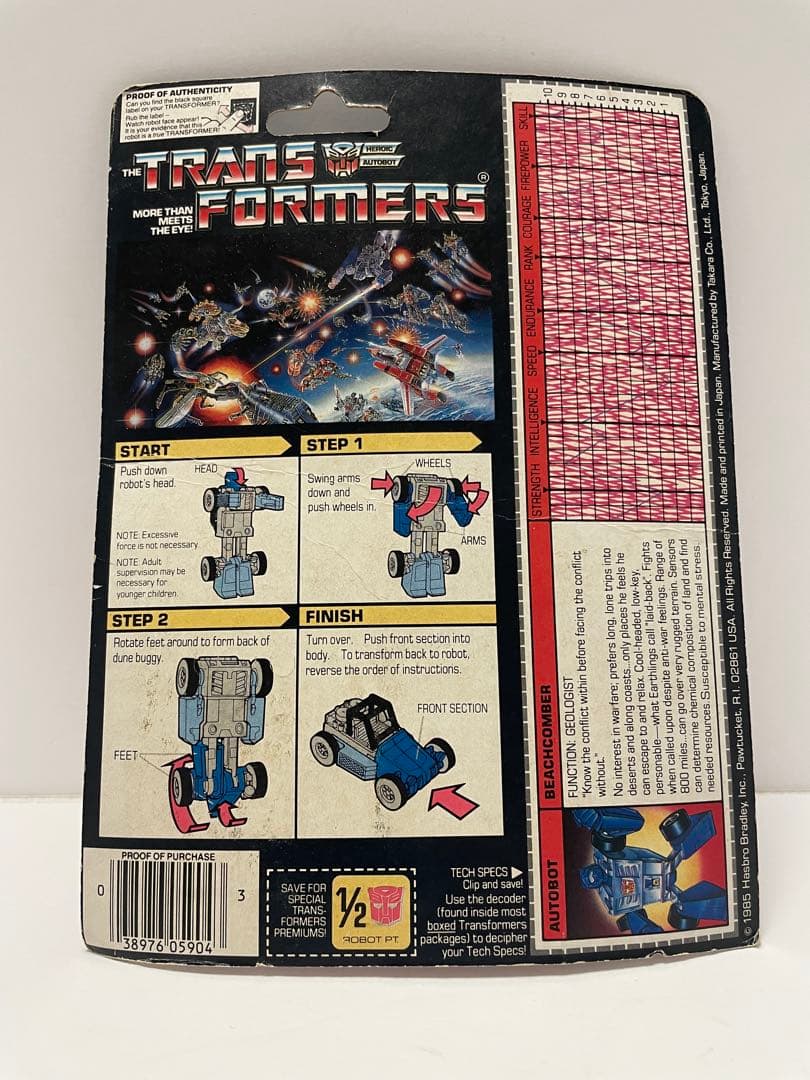 PROOF OF AUTHENTICITY
Can you find the black square
label on your TRANSFORMER?
Rub the label –
Watch robot face appear!
It is your evidence that this
robot is a true TRANSFORMER!
THE TRANSFORMERS®
HEROIC
AUTOBOT
MORE THAN
MEETS
THE EYE!
START
Push down
robot's head.
HEAD
NOTE: Excessive
force is not necessary.
NOTE: Adult
supervision may be
necessary for
younger children.
STEP 1
Swing arms
down and
push wheels in.
WHEELS
ARMS
STEP 2
Rotate feet around to form back of
dune buggy.
FEET
FINISH
Turn over. Push front section into
body. To transform back to robot,
reverse the order of instructions.
FRONT SECTION
PROOF OF PURCHASE
0 38976 05904 3
SAVE FOR
SPECIAL
TRANS-
FORMERS
PREMIUMS!
1/2
ROBOT PT.
TECH SPECS ▶
Clip and save!
Use the decoder
(found inside most
boxed Transformers
packages) to decipher
your Tech Specs!
AUTOBOT BEACHCOMBER
FUNCTION: GEOLOGIST
"Know the conflict within before facing the conflict
without."
No interest in warfare; prefers long, lone trips into
deserts and along coasts...only places he feels he
can escape to and relax. Cool-headed, low-key,
personable—what Earthlings call "laid-back". Fights
when called upon despite anti-war feelings. Range of
800 miles...can go over very rugged terrain. Sensors
can determine chemical composition of land and find
needed resources. Susceptible to mental stress.
STRENGTH INTELLIGENCE SPEED ENDURANCE RANK COURAGE FIREPOWER SKILL
10 9 8 7 6 5 4 3 2 1
© 1985 Hasbro Bradley, Inc., Pawtucket, R.I. 02861 USA. All Rights Reserved. Made and printed in Japan. Manufactured by Takara Co., Ltd., Tokyo, Japan.